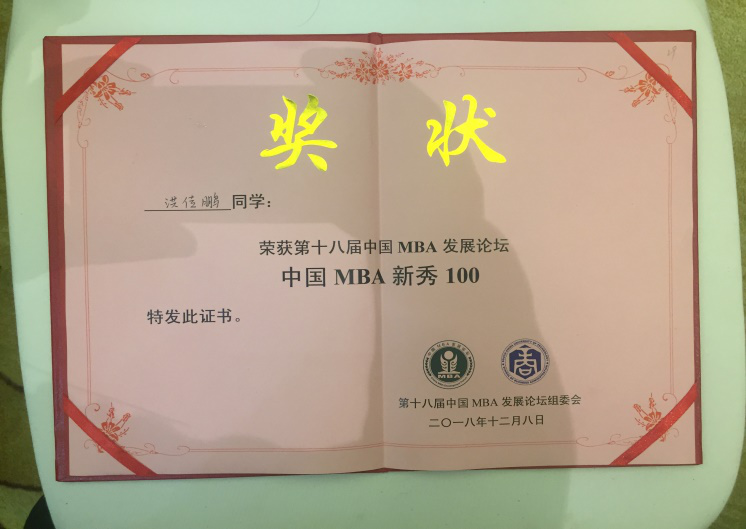 奖 状
洪佳鹏同学：
荣获第十八届中国 MBA 发展论坛
中国 MBA 新秀 100
特发此证书。
MBA
第十八届中国 MBA 发展论坛组委会
二〇一八年十二月八日